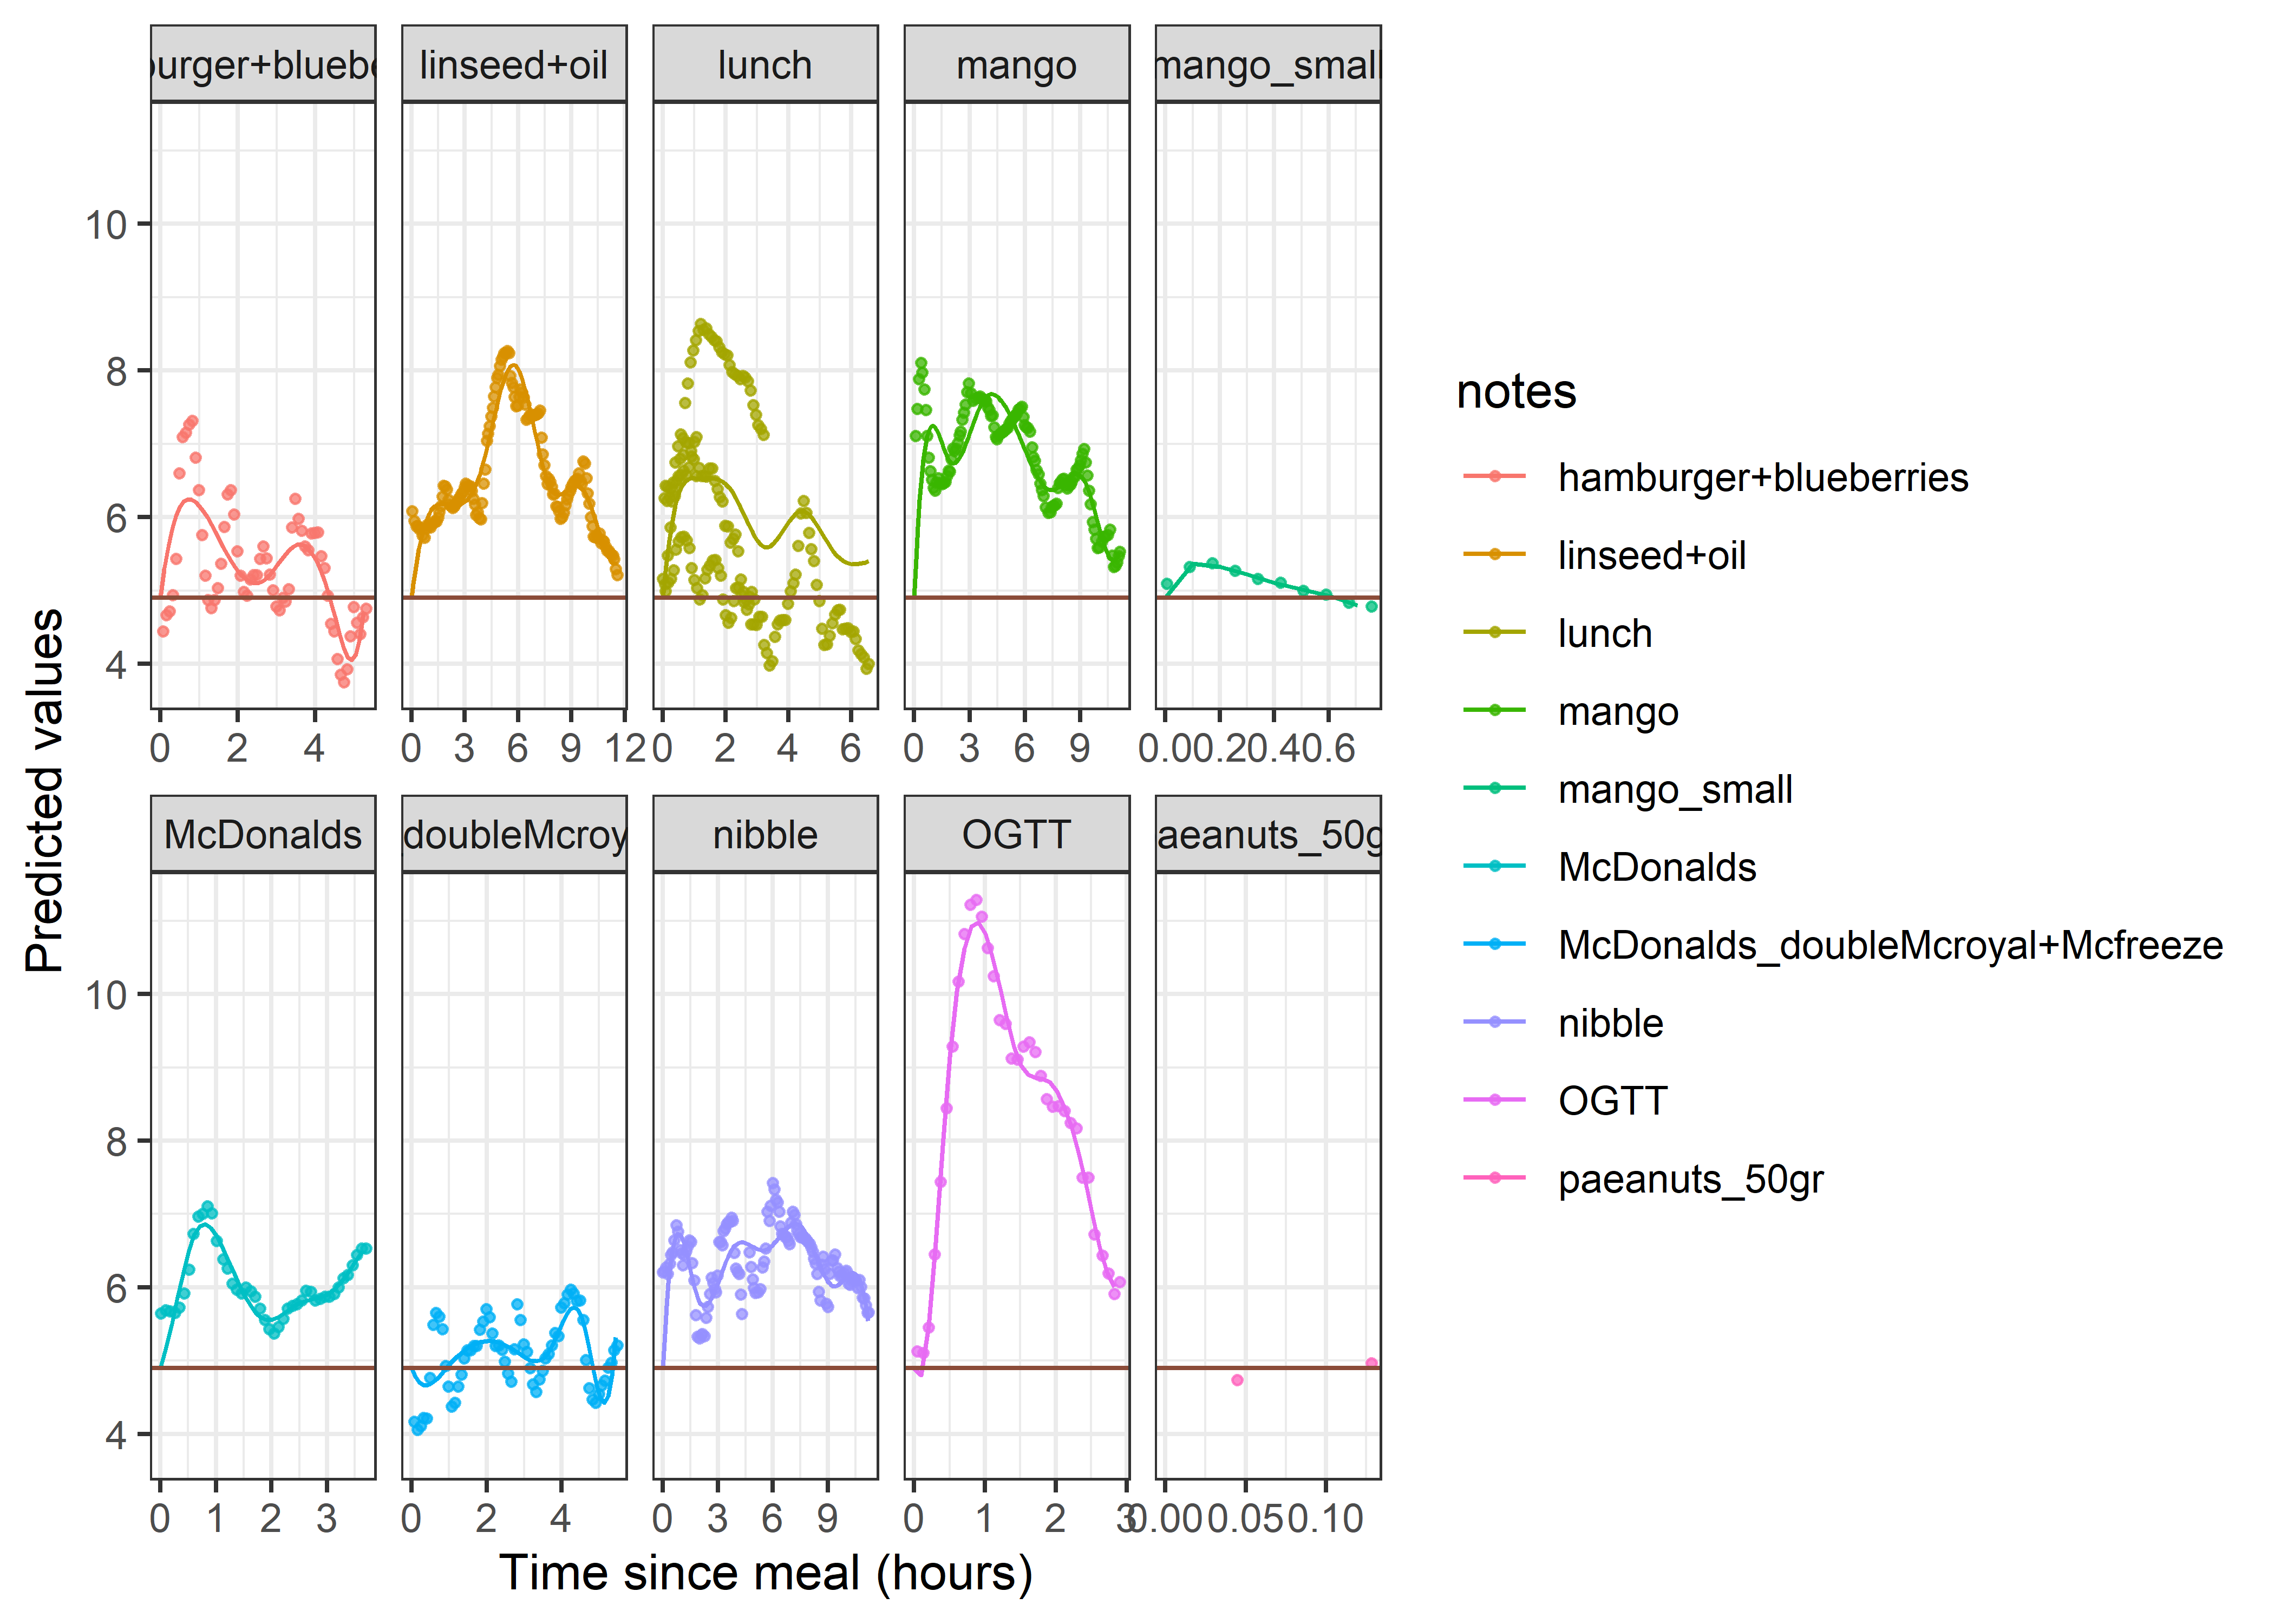 burger+bluebe linseed+oil lunch mango mango_small
10
8
6
4
0 2 4 0 3 6 9 12 0 2 4 6 0 3 6 9 0.0 0.2 0.4 0.6
McDonalds doubleMcroy nibble OGTT aeanuts_50g
10
8
6
4
0 1 2 3 0 2 4 0 3 6 9 0 1 2 3 0.00 0.05 0.10
Time since meal (hours)
Predicted values
notes
hamburger+blueberries
linseed+oil
lunch
mango
mango_small
McDonalds
McDonalds_doubleMcroyal+Mcfreeze
nibble
OGTT
paeanuts_50gr